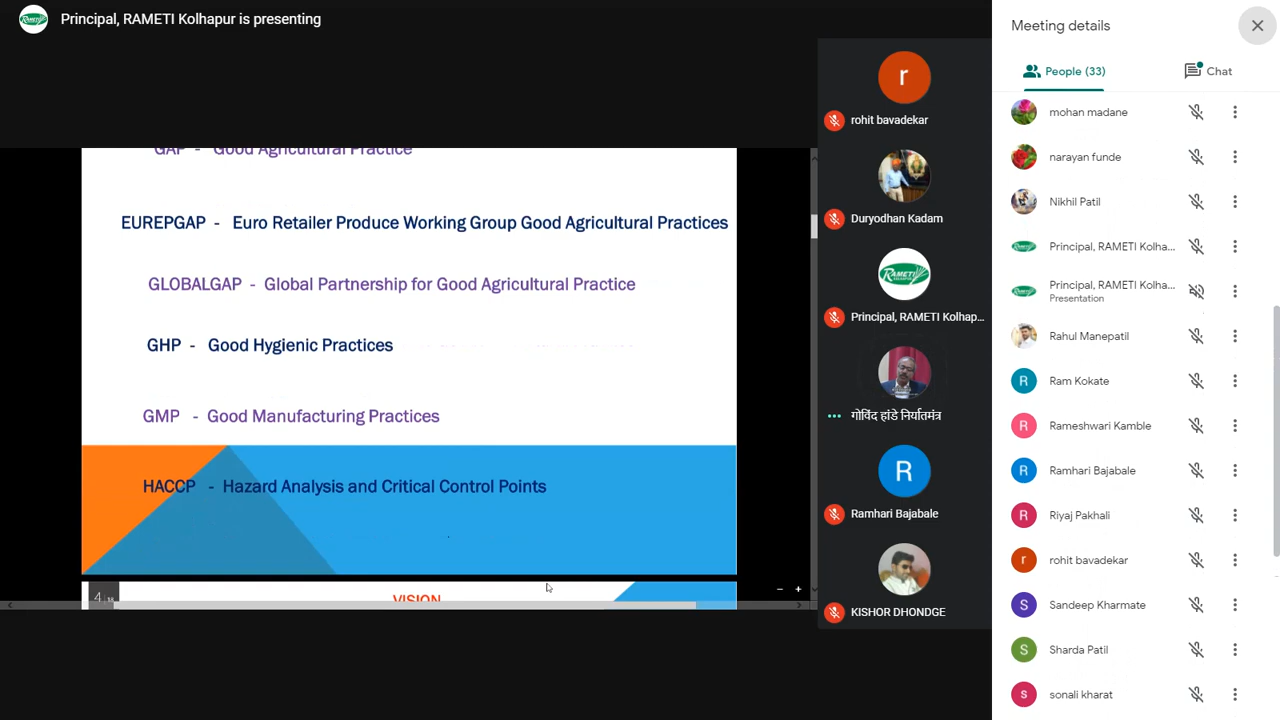 Principal, RAMETI Kolhapur is presenting
GAP - Good Agricultural Practice
EUREPGAP - Euro Retailer Produce Working Group Good Agricultural Practices
GLOBALGAP - Global Partnership for Good Agricultural Practice
GHP - Good Hygienic Practices
GMP - Good Manufacturing Practices
HACCP - Hazard Analysis and Critical Control Points
4
VISION
r
rohit bavadekar
Duryodhan Kadam
RAMETI
Principal, RAMETI Kolhap...
गोविंद हांडे निर्यातमंत्र
R
Ramhari Bajabale
KISHOR DHONDGE
Meeting details
People (33)
Chat
mohan madane
narayan funde
Nikhil Patil
Principal, RAMETI Kolha...
Principal, RAMETI Kolha...
Presentation
Rahul Manepatil
R
Ram Kokate
R
Rameshwari Kamble
R
Ramhari Bajabale
R
Riyaj Pakhali
r
rohit bavadekar
S
Sandeep Kharmate
S
Sharda Patil
s
sonali kharat